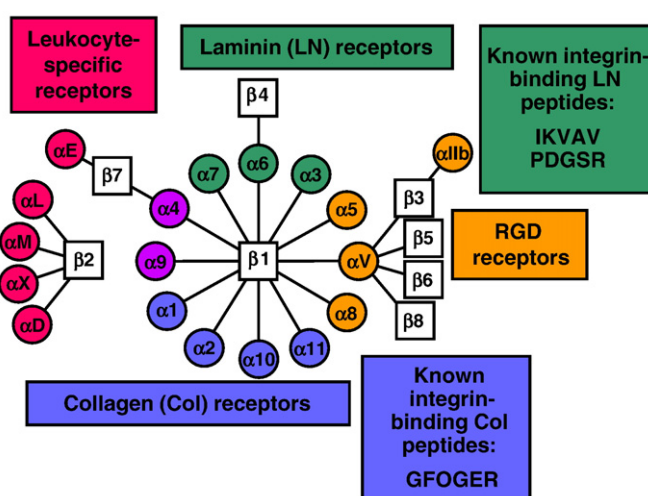 Leukocyte-
specific
receptors
Laminin (LN) receptors
Known integrin-
binding LN
peptides:
IKVAV
PDGSR
β4
αE
β7
α7
α6
α3
αIIb
αL
α4
α5
β3
αM
β2
α9
β1
αV
β5
RGD
receptors
αX
β6
αD
α1
α8
β8
α2
α10
α11
Collagen (Col) receptors
Known
integrin-
binding Col
peptides:
GFOGER